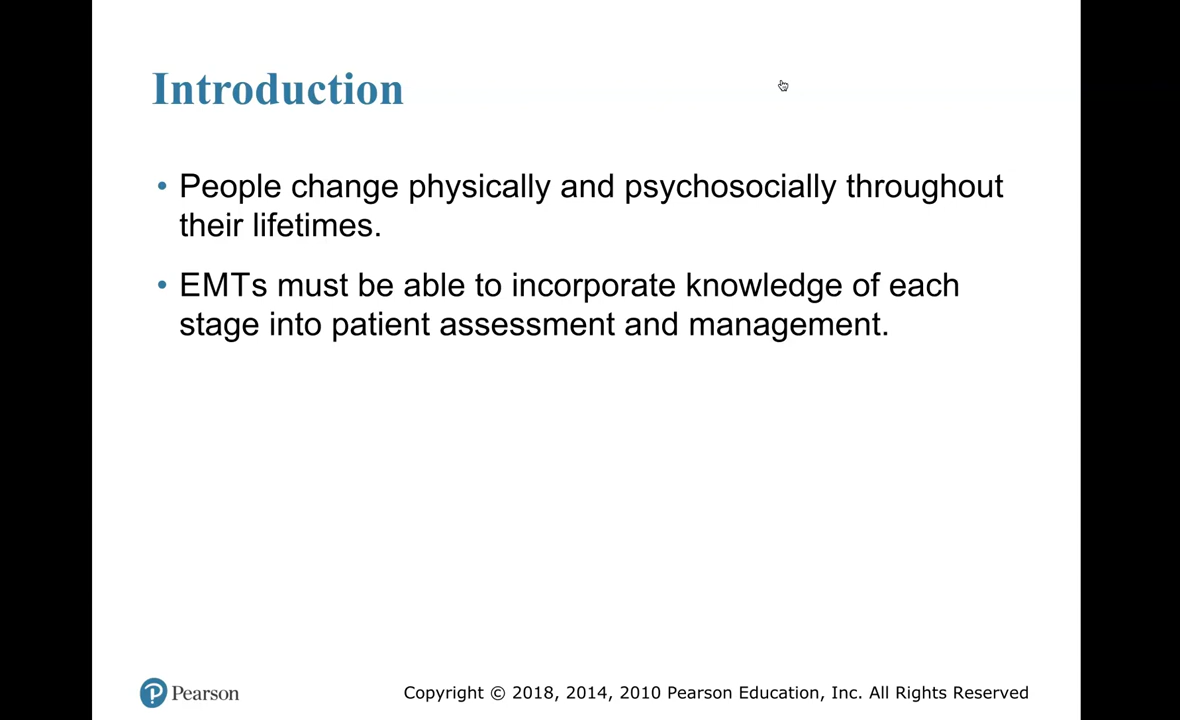 Introduction
• People change physically and psychosocially throughout
their lifetimes.
• EMTs must be able to incorporate knowledge of each
stage into patient assessment and management.
P Pearson
Copyright © 2018, 2014, 2010 Pearson Education, Inc. All Rights Reserved